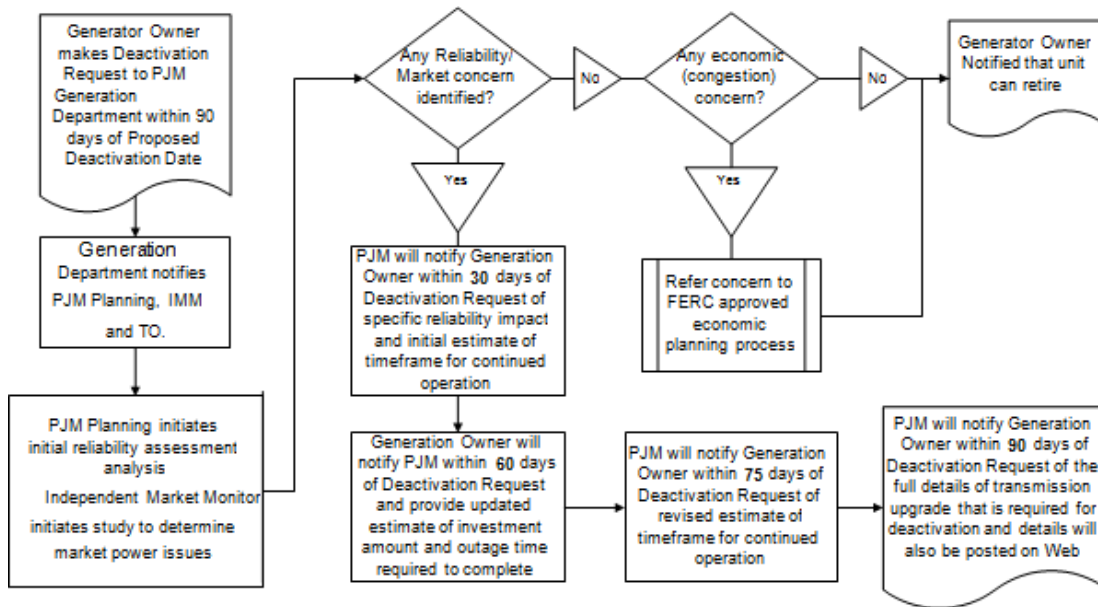 Generator Owner
makes Deactivation
Request to PJM
Generation
Department within 90
days of Proposed
Deactivation Date
Generation
Department notifies
PJM Planning, IMM
and TO.
PJM Planning initiates
initial reliability assessment
analysis
Independent Market Monitor
initiates study to determine
market power issues
Any Reliability/
Market concern
identified?
No
Any economic
(congestion)
concern?
No
Generator Owner
Notified that unit
can retire
Yes
Yes
PJM will notify Generation
Owner within 30 days of
Deactivation Request of
specific reliability impact
and initial estimate of
timeframe for continued
operation
Refer concern to
FERC approved
economic
planning process
Generation Owner will
notify PJM within 60 days
of Deactivation Request
and provide updated
estimate of investment
amount and outage time
required to complete
PJM will notify Generation
Owner within 75 days of
Deactivation Request of
revised estimate of
timeframe for continued
operation
PJM will notify Generation
Owner within 90 days of
Deactivation Request of the
full details of transmission
upgrade that is required for
deactivation and details will
also be posted on Web